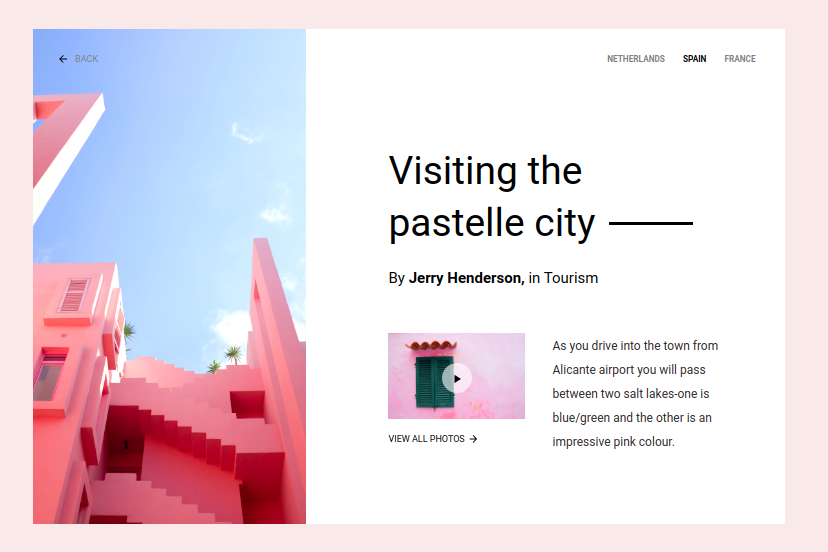 BACK
NETHERLANDS SPAIN FRANCE
Visiting the
pastelle city
By Jerry Henderson, in Tourism
As you drive into the town from
Alicante airport you will pass
between two salt lakes-one is
blue/green and the other is an
impressive pink colour.
VIEW ALL PHOTOS